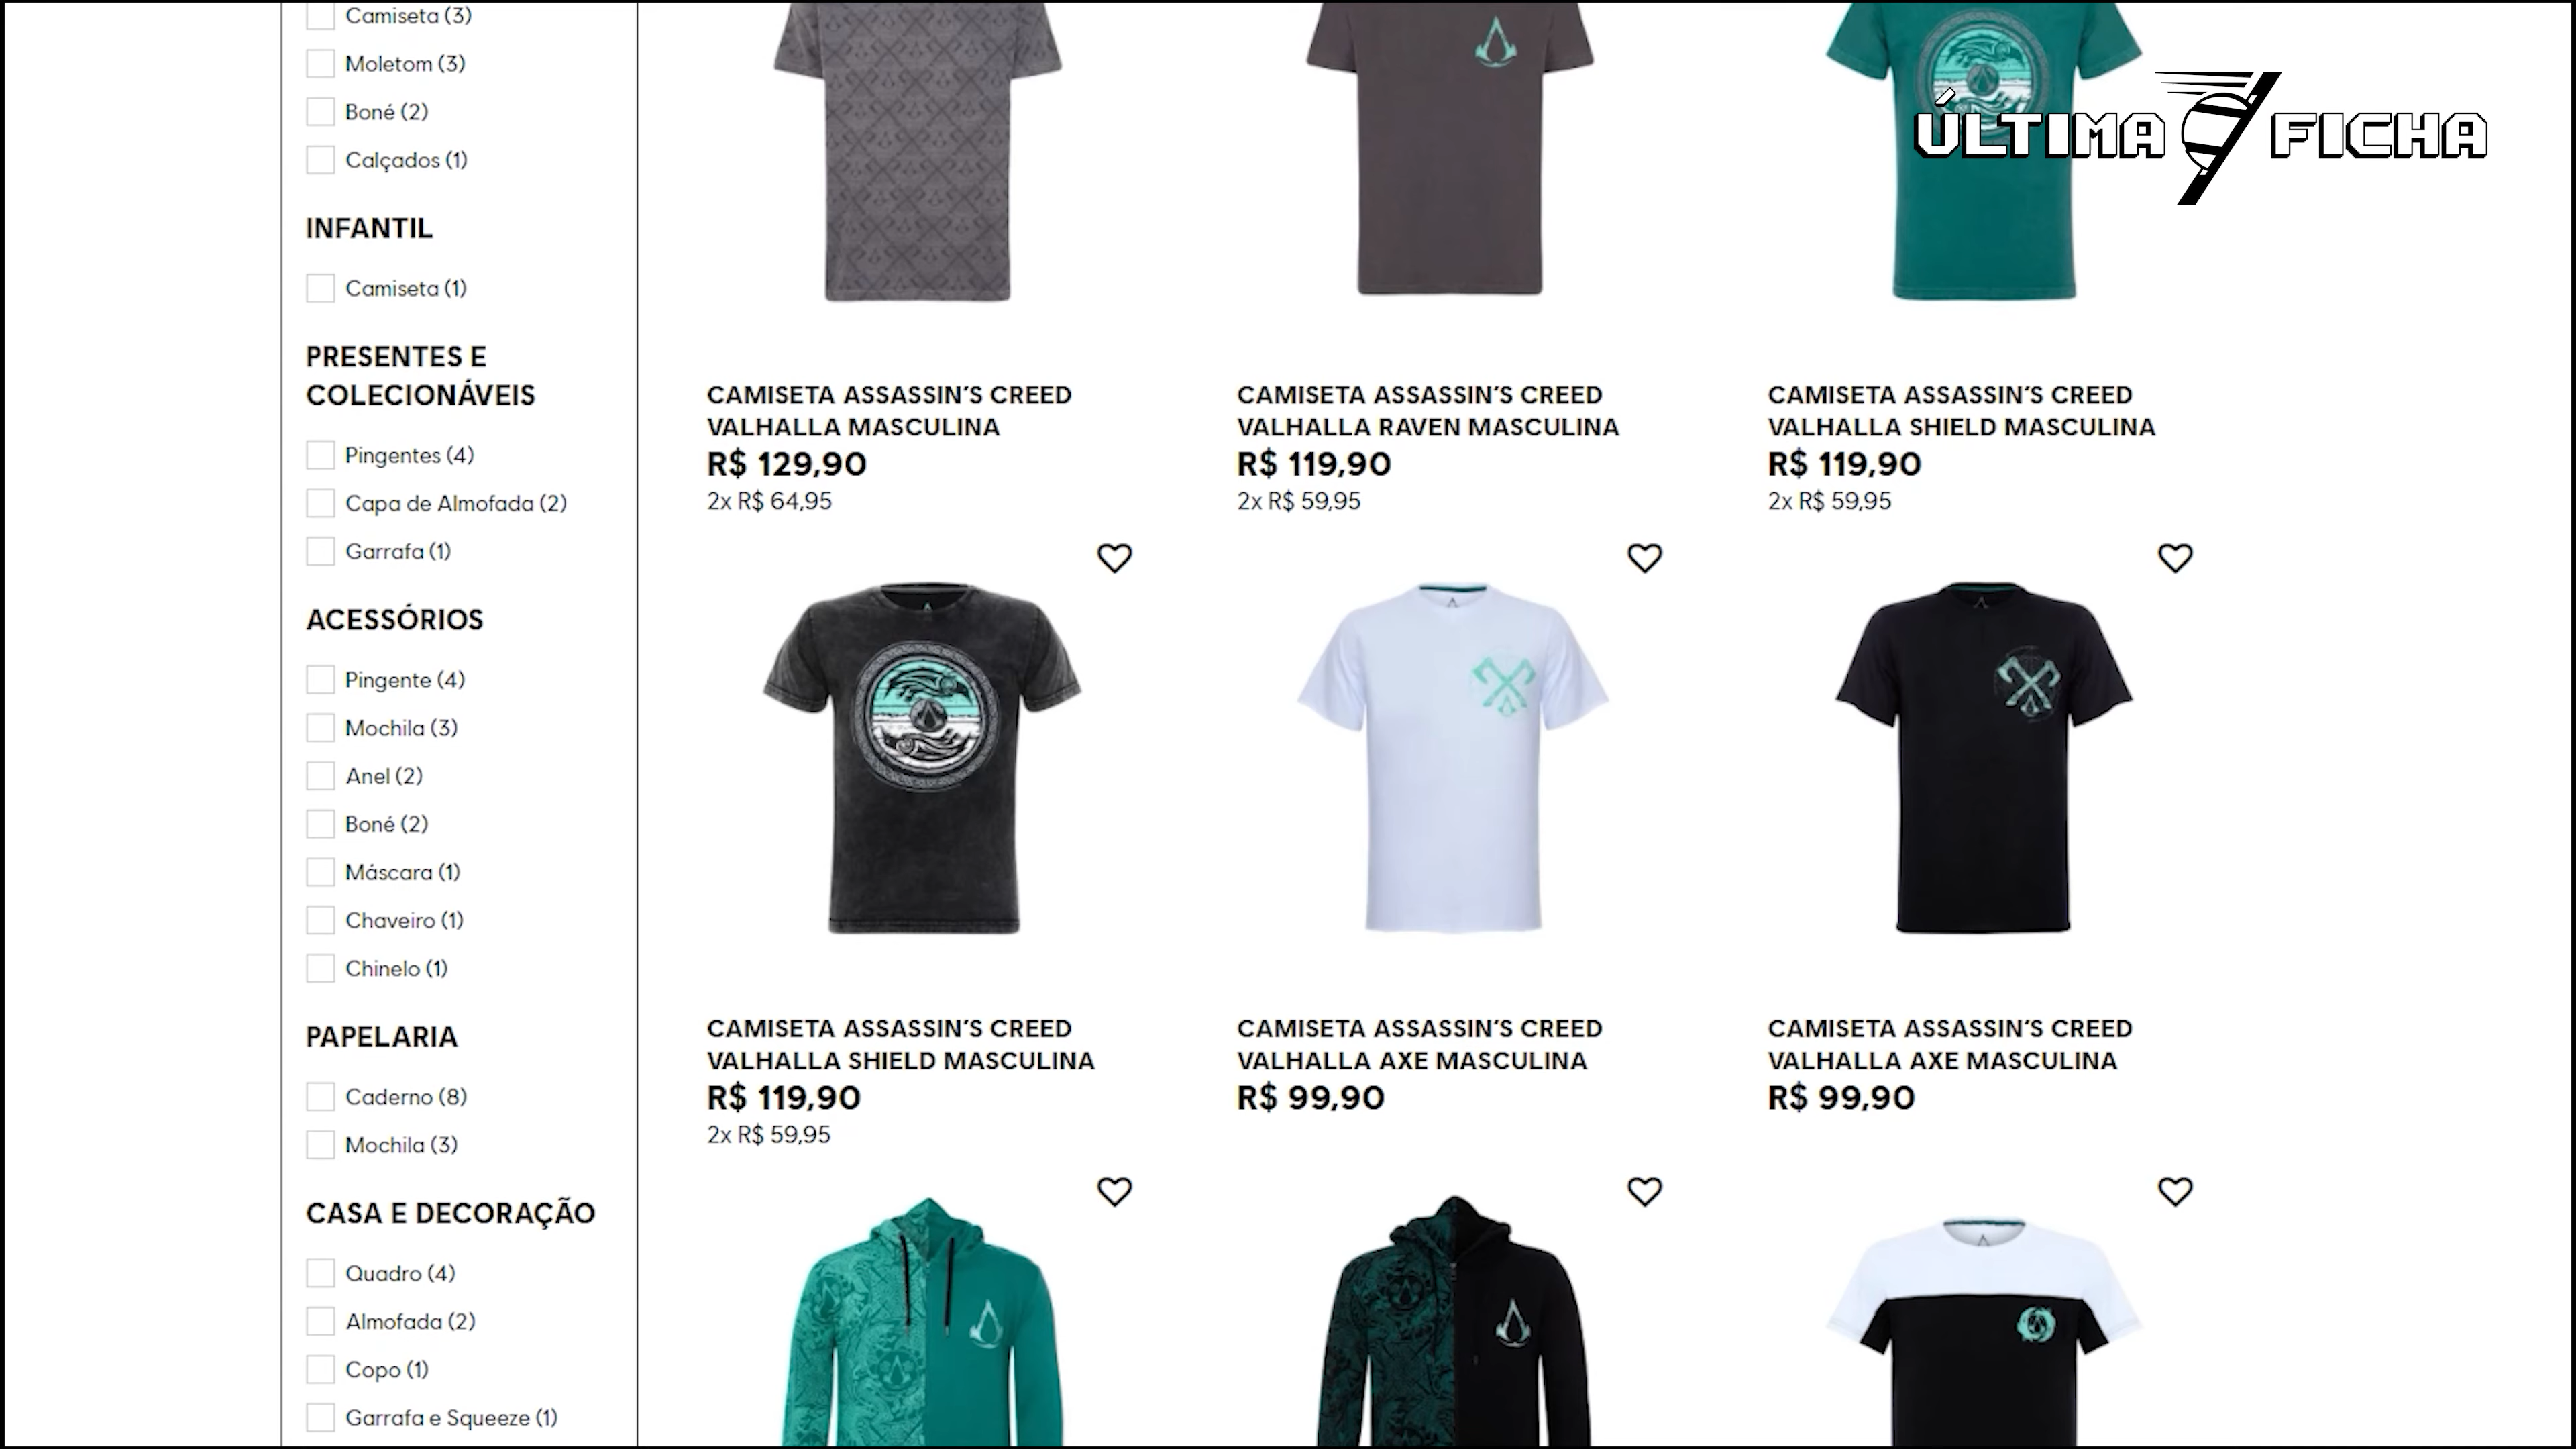 Camiseta (3)
Moletom (3)
Boné (2)
Calçados (1)
INFANTIL
Camiseta (1)
PRESENTES E
COLECIONÁVEIS
Pingentes (4)
Capa de Almofada (2)
Garrafa (1)
ACESSÓRIOS
Pingente (4)
Mochila (3)
Anel (2)
Boné (2)
Máscara (1)
Chaveiro (1)
Chinelo (1)
PAPELARIA
Caderno (8)
Mochila (3)
CASA E DECORAÇÃO
Quadro (4)
Almofada (2)
Copo (1)
Garrafa e Squeeze (1)
ÚLTIMA FICHA
CAMISETA ASSASSIN'S CREED
VALHALLA MASCULINA
R$ 129,90
2x R$ 64,95
CAMISETA ASSASSIN'S CREED
VALHALLA RAVEN MASCULINA
R$ 119,90
2x R$ 59,95
CAMISETA ASSASSIN'S CREED
VALHALLA SHIELD MASCULINA
R$ 119,90
2x R$ 59,95
CAMISETA ASSASSIN'S CREED
VALHALLA SHIELD MASCULINA
R$ 119,90
2x R$ 59,95
CAMISETA ASSASSIN'S CREED
VALHALLA AXE MASCULINA
R$ 99,90
CAMISETA ASSASSIN'S CREED
VALHALLA AXE MASCULINA
R$ 99,90